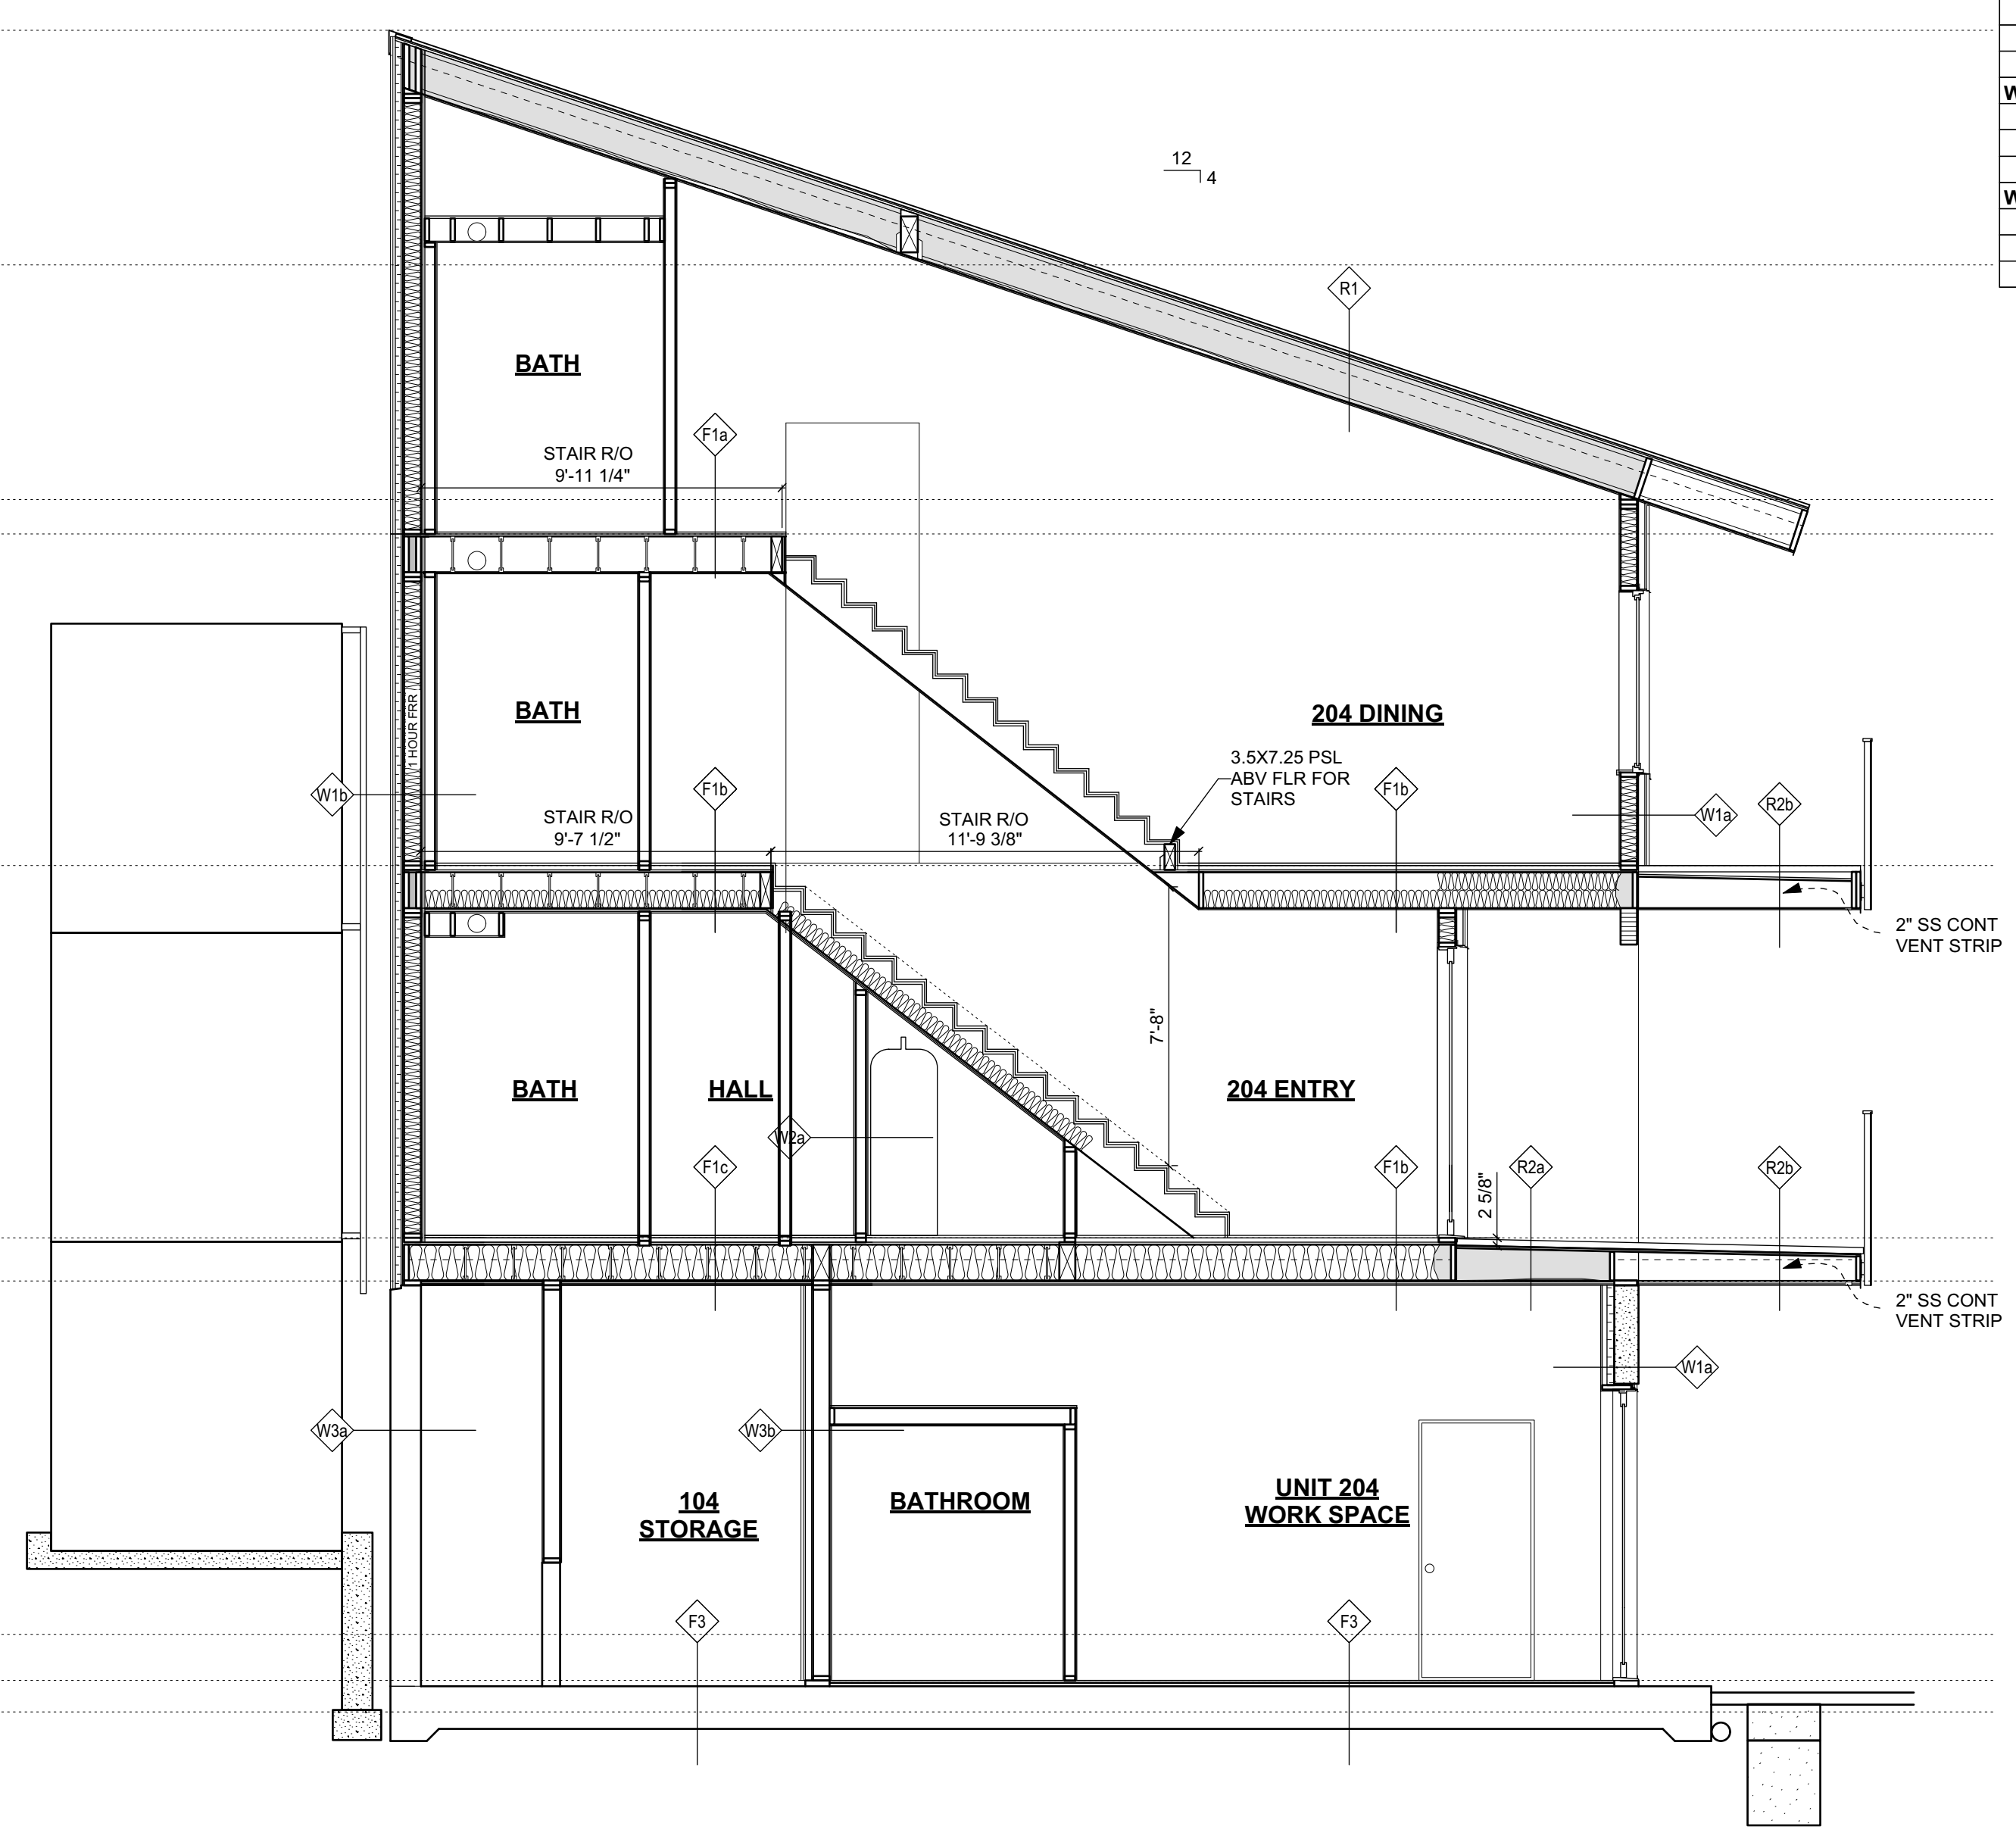 W
12
4
W
R1
BATH
F1a
STAIR R/O
9'-11 1/4"
BATH
204 DINING
1 HOUR FRR
3.5X7.25 PSL
ABV FLR FOR
STAIRS
W1b
F1b
F1b
R2b
W1a
STAIR R/O
9'-7 1/2"
STAIR R/O
11'-9 3/8"
2" SS CONT
VENT STRIP
7'-8"
BATH
HALL
204 ENTRY
W2a
F1c
F1b
R2a
R2b
2 5/8"
2" SS CONT
VENT STRIP
W1a
W3a
W3b
104
STORAGE
BATHROOM
UNIT 204
WORK SPACE
F3
F3